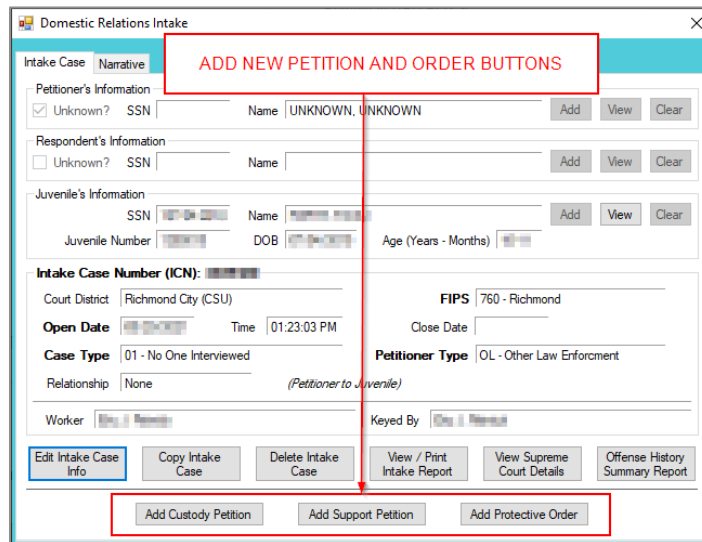 Domestic Relations Intake
ADD NEW PETITION AND ORDER BUTTONS
Intake Case Narrative
Petitioner's Information
Unknown? SSN Name UNKNOWN, UNKNOWN Add View Clear
Respondent's Information
Unknown? SSN Name Add View Clear
Juvenile's Information
SSN Name Add View Clear
Juvenile Number DOB Age (Years - Months)
Intake Case Number (ICN):
Court District Richmond City (CSU) FIPS 760 - Richmond
Open Date Time 01:23:03 PM Close Date
Case Type 01 - No One Interviewed Petitioner Type OL - Other Law Enforcment
Relationship None (Petitioner to Juvenile)
Worker Keyed By
Edit Intake Case Info Copy Intake Case Delete Intake Case View / Print Intake Report View Supreme Court Details Offense History Summary Report
Add Custody Petition Add Support Petition Add Protective Order